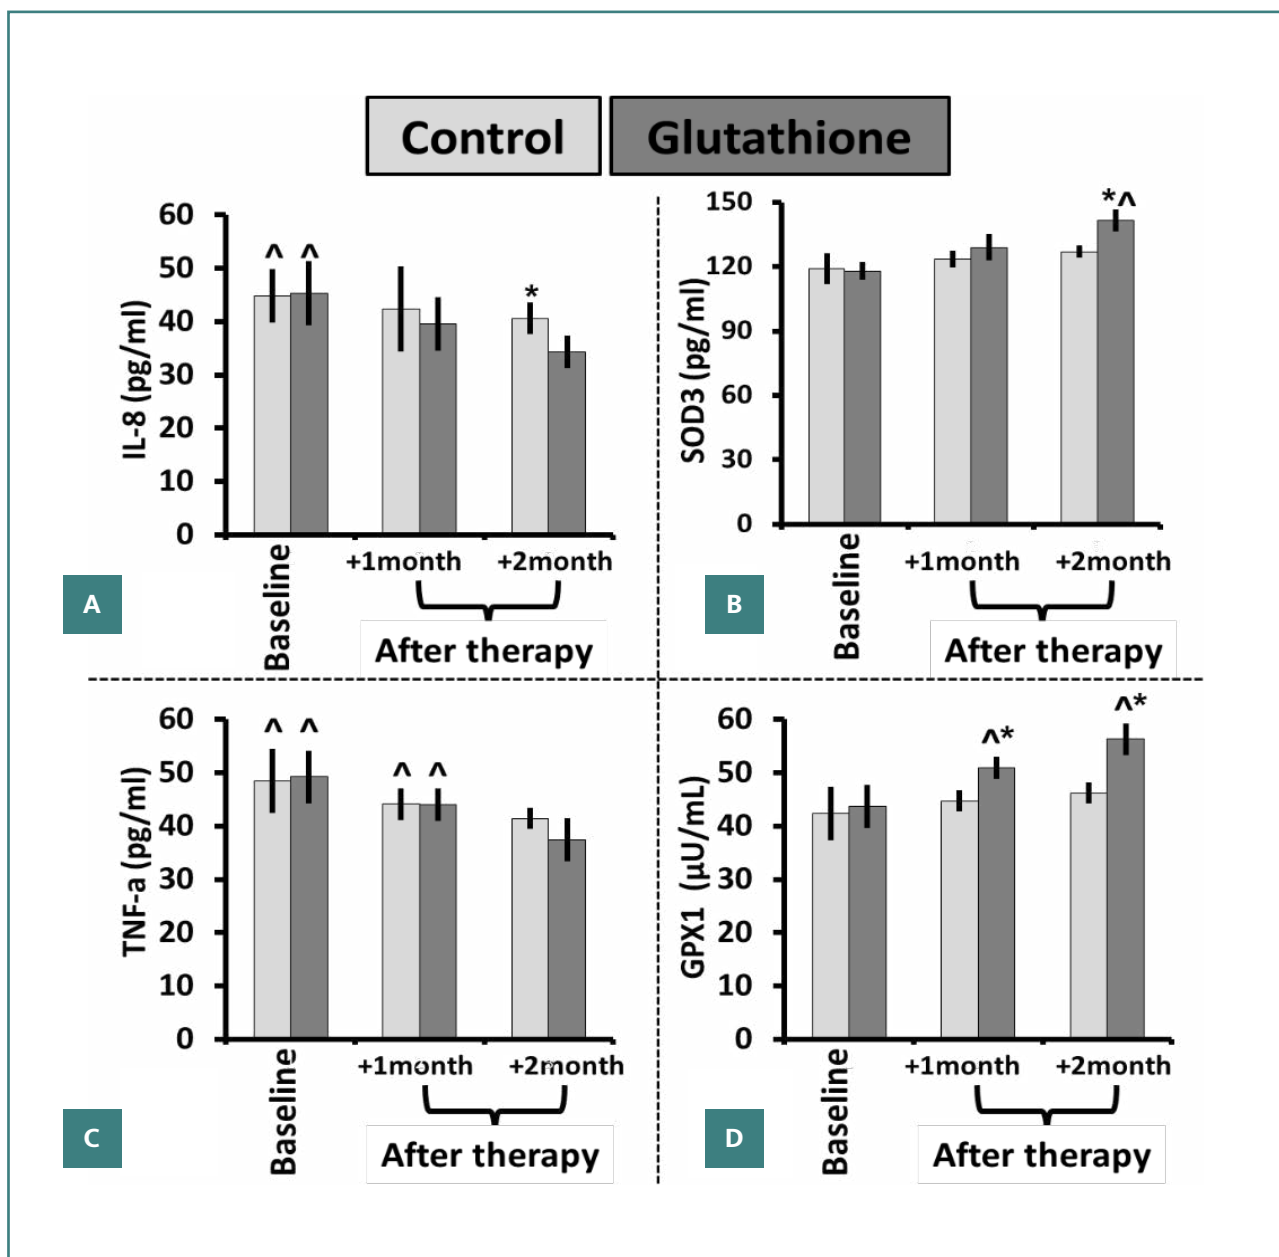 Control Glutathione
60
50
40
30
20
10
0
IL-8 (pg/ml)
^ ^
*
Baseline
+1month +2month
After therapy
A
150
120
90
60
30
0
SOD3 (pg/ml)
*^
Baseline
+1month +2month
After therapy
B
60
50
40
30
20
10
0
TNF-a (pg/ml)
^ ^
^ ^
Baseline
+1month +2month
After therapy
C
60
50
40
30
20
10
0
GPX1 (µU/mL)
^*
^*
Baseline
+1month +2month
After therapy
D